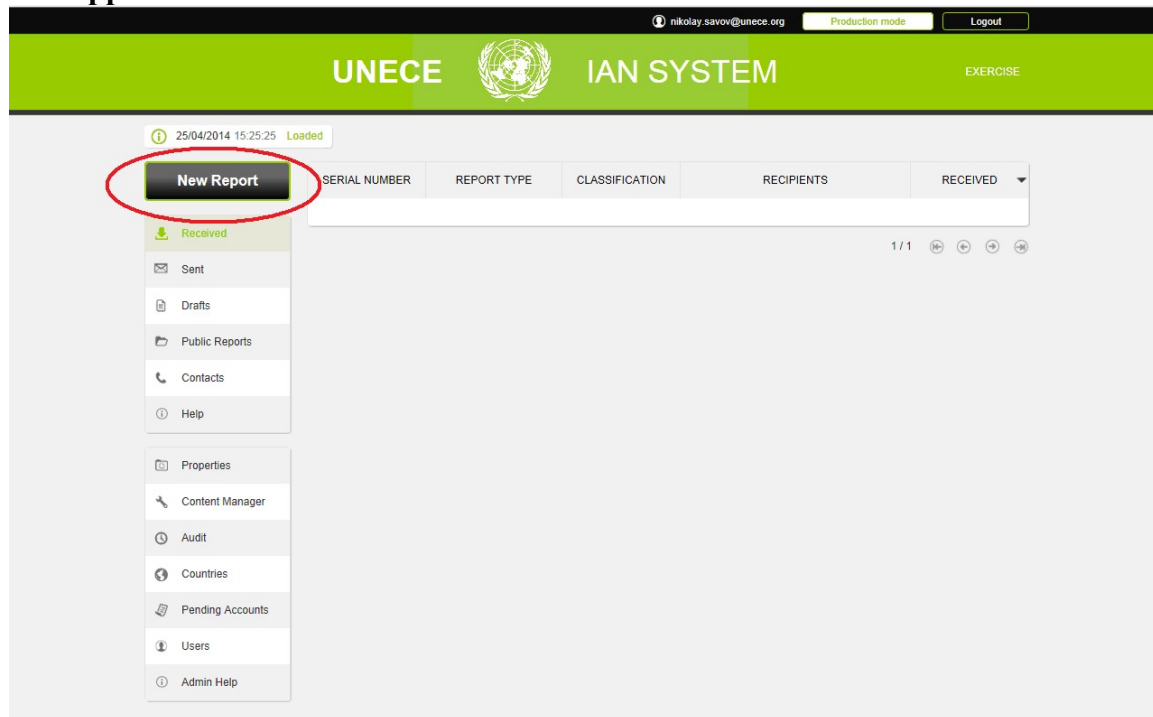 nikolay.savov@unece.org Production mode Logout
UNECE IAN SYSTEM EXERCISE
25/04/2014 15:25:25 Loaded
New Report SERIAL NUMBER REPORT TYPE CLASSIFICATION RECIPIENTS RECEIVED
Received
1 / 1
Sent
Drafts
Public Reports
Contacts
Help
Properties
Content Manager
Audit
Countries
Pending Accounts
Users
Admin Help